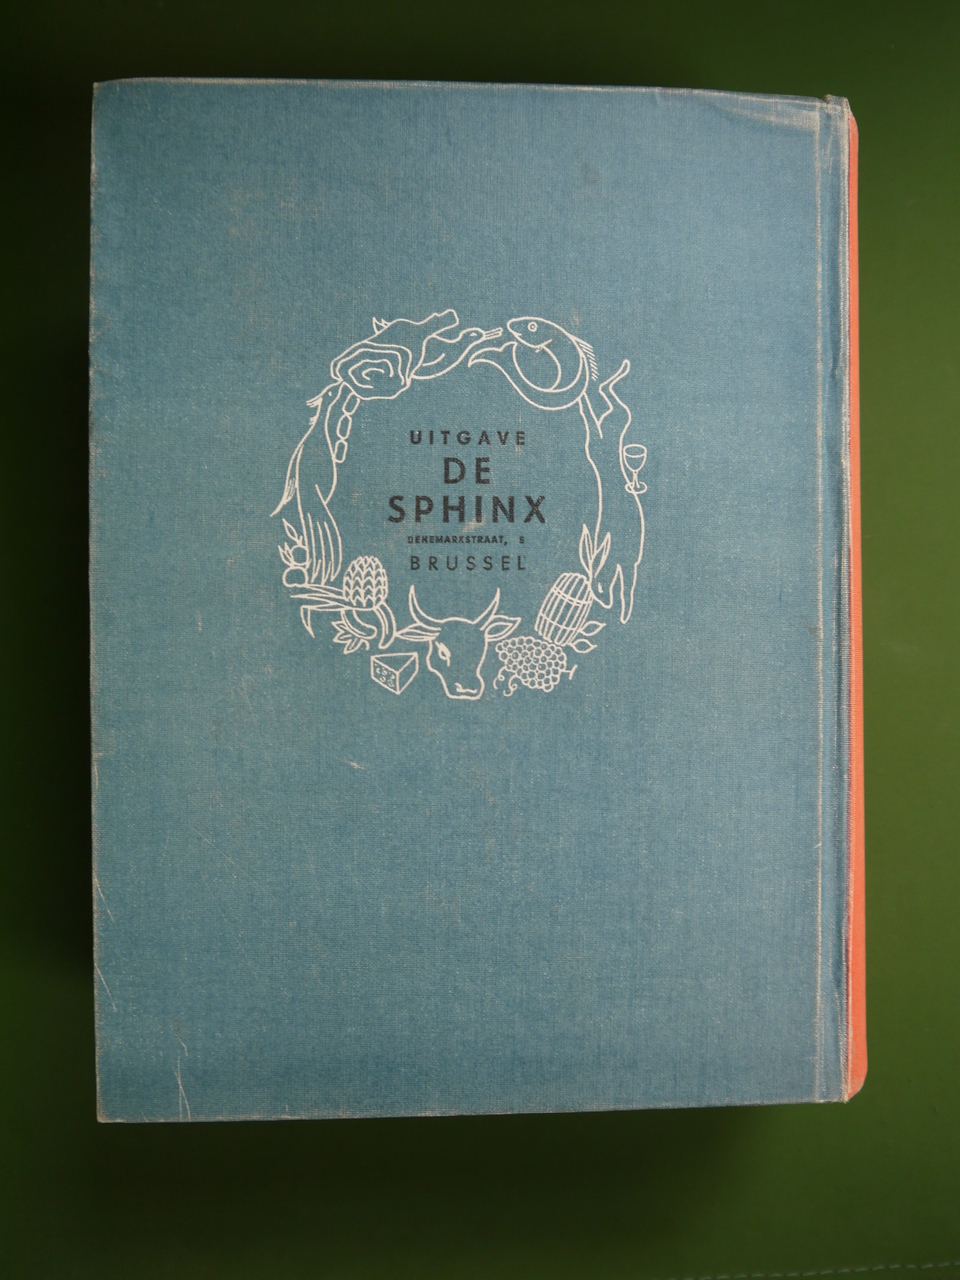 UITGAVE
DE
SPHINX
DENEMARKSTRAAT, 5
BRUSSEL